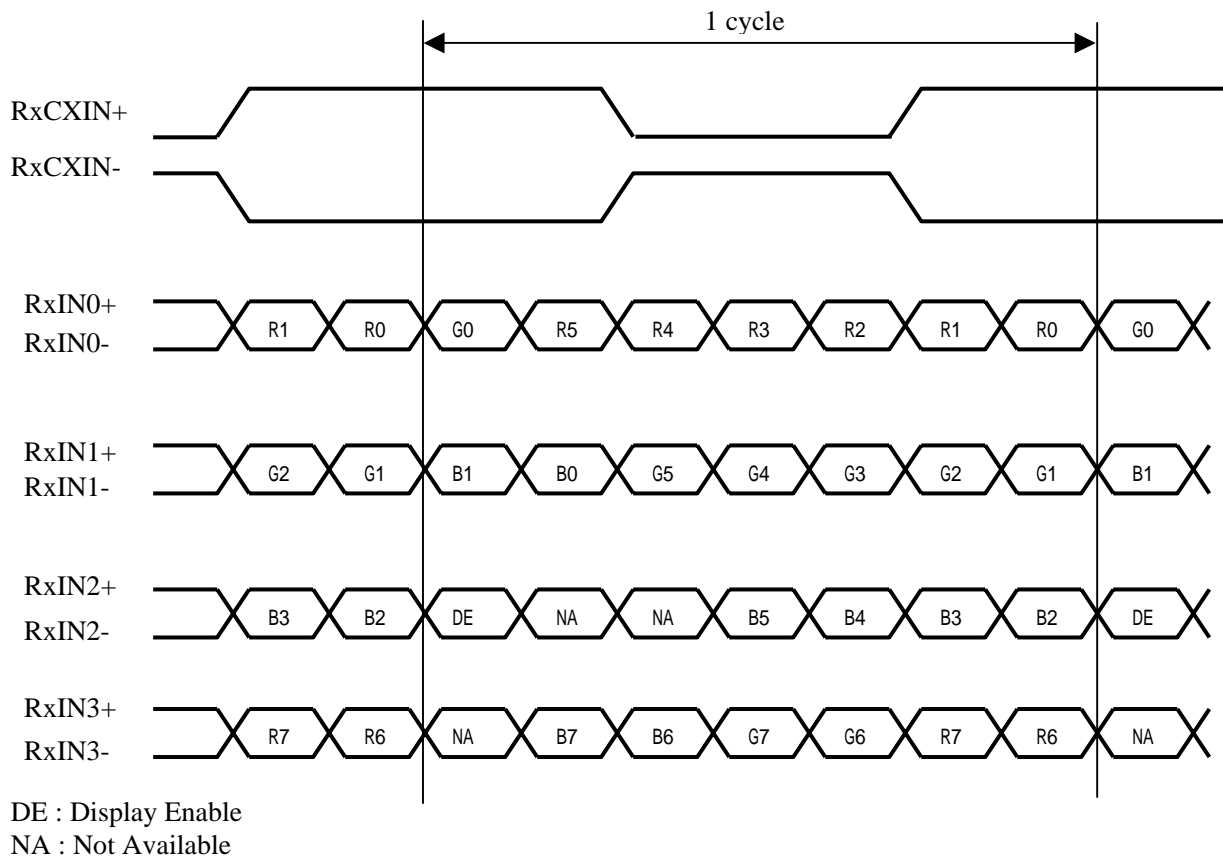 1 cycle
RxCXIN+
RxCXIN-
RxIN0+
R1 R0 G0 R5 R4 R3 R2 R1 R0 G0
RxIN0-
RxIN1+
G2 G1 B1 B0 G5 G4 G3 G2 G1 B1
RxIN1-
RxIN2+
B3 B2 DE NA NA B5 B4 B3 B2 DE
RxIN2-
RxIN3+
R7 R6 NA B7 B6 G7 G6 R7 R6 NA
RxIN3-
DE : Display Enable
NA : Not Available